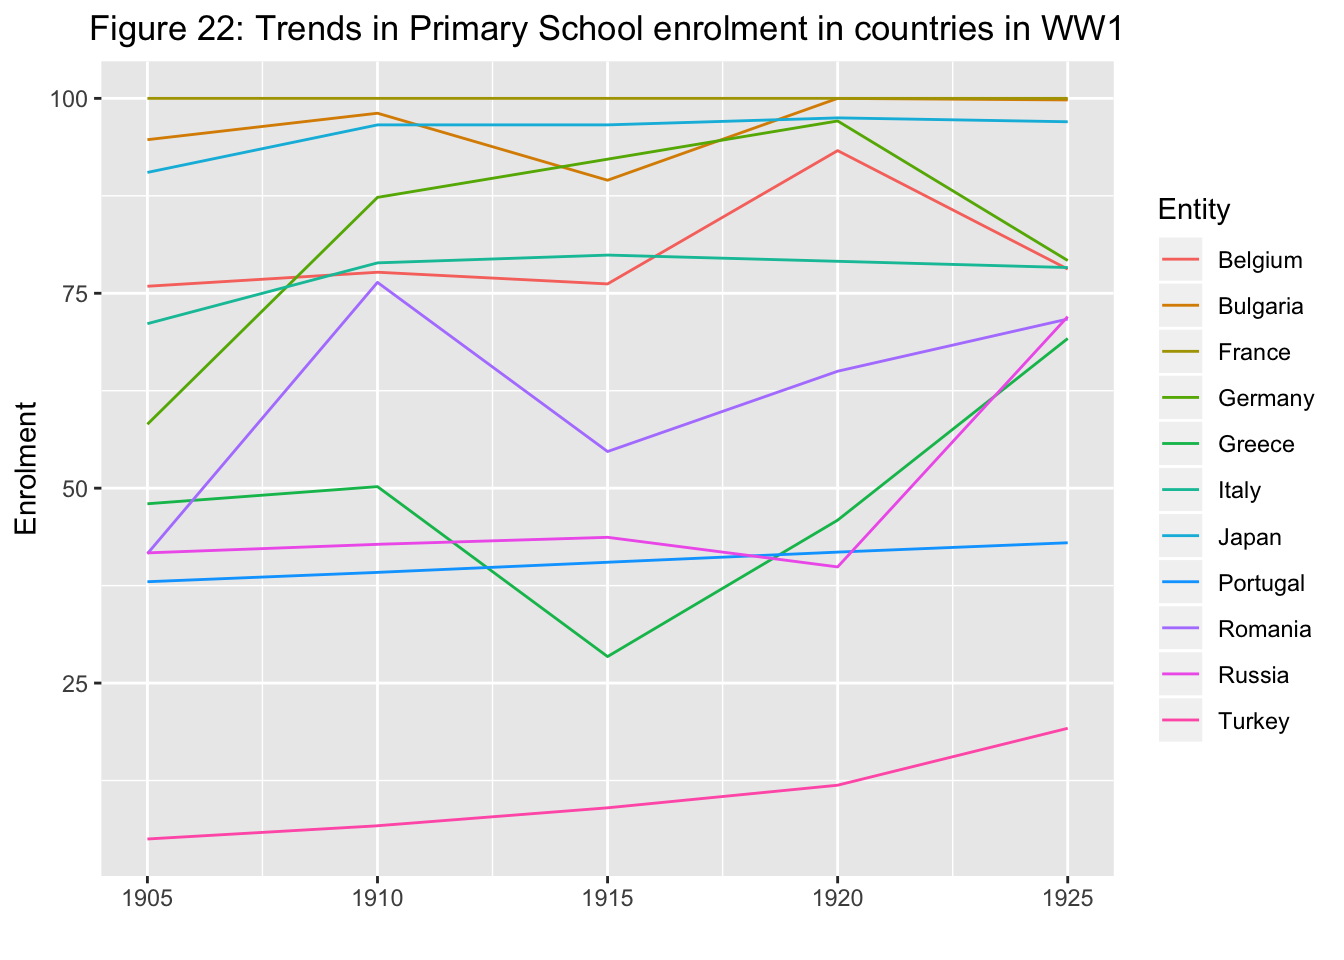 Figure 22: Trends in Primary School enrolment in countries in WW1
Enrolment
100
75
50
25
1905 1910 1915 1920 1925
Entity
Belgium
Bulgaria
France
Germany
Greece
Italy
Japan
Portugal
Romania
Russia
Turkey